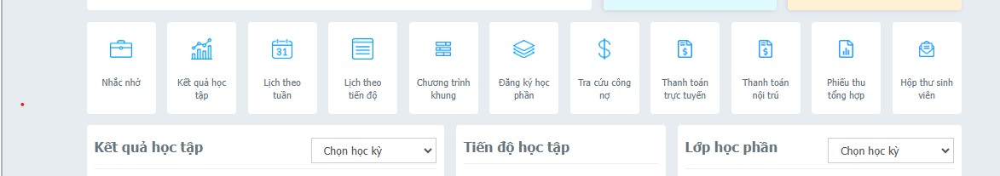 31
$
$
$
Nhắc nhở
Kết quả học
tập
Lịch theo
tuần
Lịch theo
tiến độ
Chương trình
khung
Đăng ký học
phần
Tra cứu công
nợ
Thanh toán
trực tuyến
Thanh toán
nội trú
Phiếu thu
tổng hợp
Hộp thư sinh
viên
Kết quả học tập
Chọn học kỳ
Tiến độ học tập
Lớp học phần
Chọn học kỳ